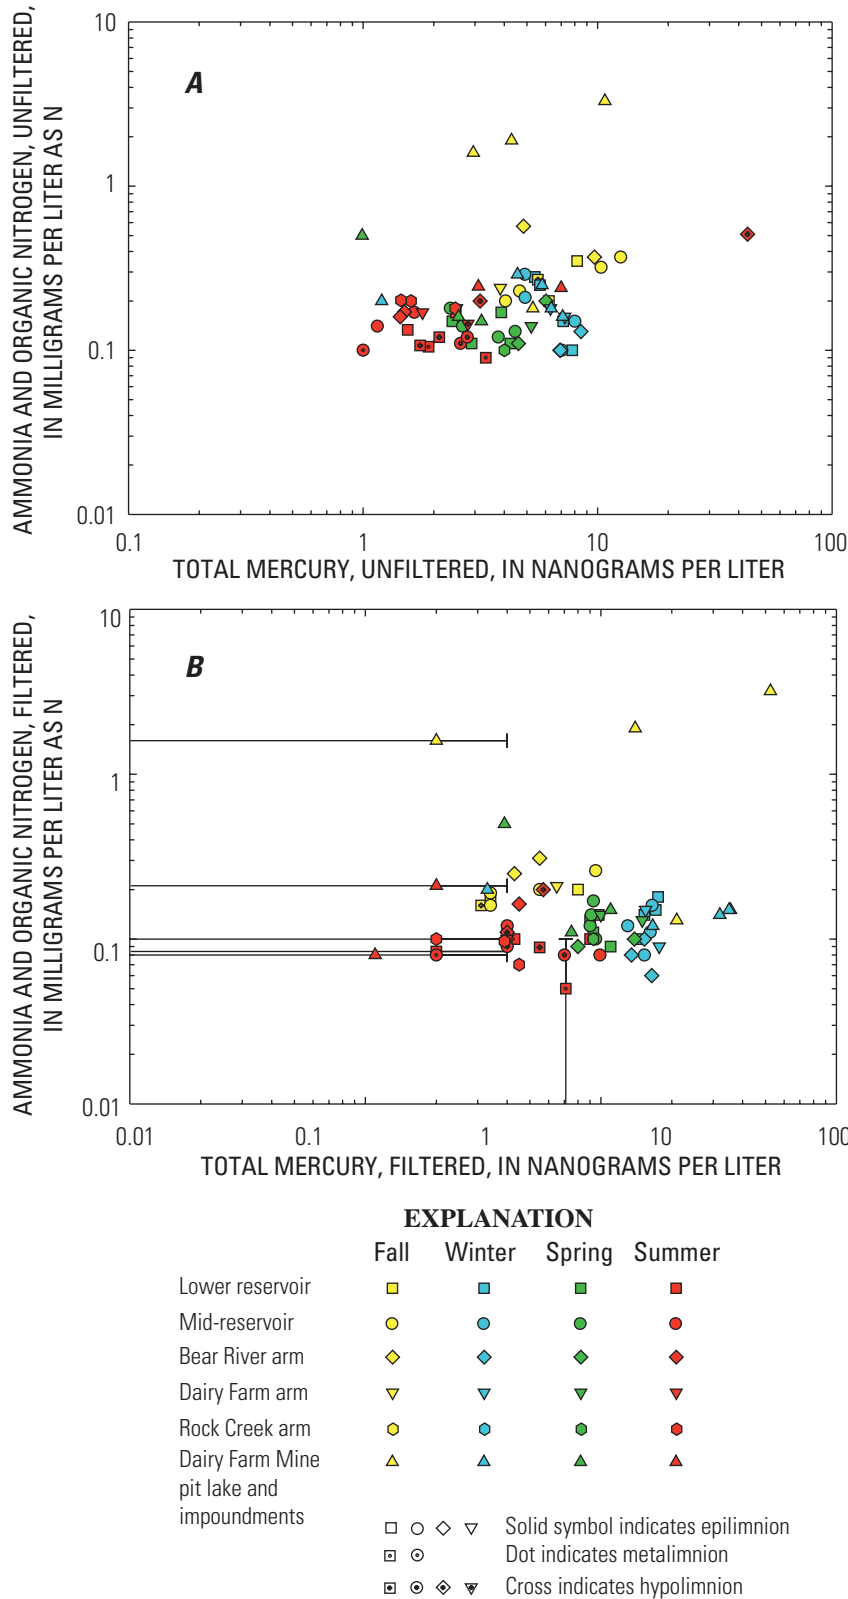 AMMONIA AND ORGANIC NITROGEN, UNFILTERED,
IN MILLIGRAMS PER LITER AS N
10
1
0.1
0.01
A
0.1
1
10
100
TOTAL MERCURY, UNFILTERED, IN NANOGRAMS PER LITER
AMMONIA AND ORGANIC NITROGEN, FILTERED,
IN MILLIGRAMS PER LITER AS N
10
1
0.1
0.01
B
0.01
0.1
1
10
100
TOTAL MERCURY, FILTERED, IN NANOGRAMS PER LITER
EXPLANATION
Fall Winter Spring Summer
Lower reservoir
Mid-reservoir
Bear River arm
Dairy Farm arm
Rock Creek arm
Dairy Farm Mine
pit lake and
impoundments
Solid symbol indicates epilimnion
Dot indicates metalimnion
Cross indicates hypolimnion